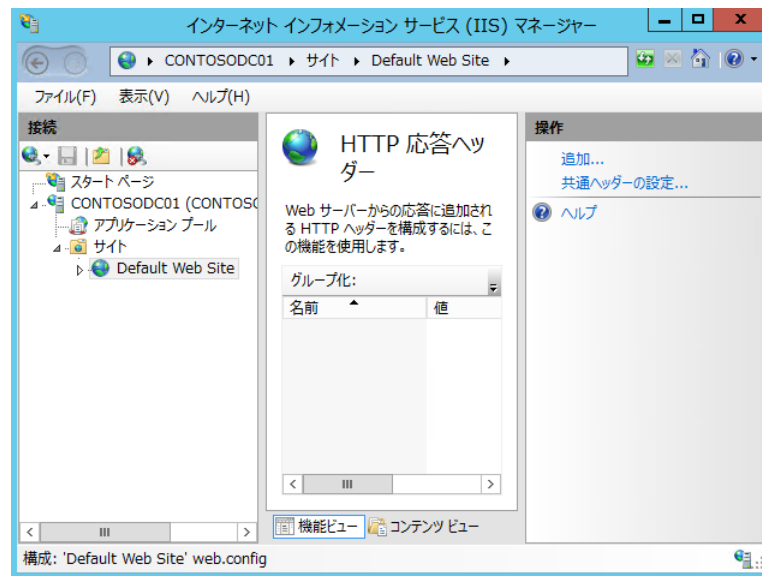 インターネット インフォメーション サービス (IIS) マネージャー
CONTOSODC01 サイト Default Web Site
ファイル(F) 表示(V) ヘルプ(H)
接続
スタート ページ
CONTOSODC01 (CONTOSO
アプリケーション プール
サイト
Default Web Site
HTTP 応答ヘッ
ダー
Web サーバーからの応答に追加され
る HTTP ヘッダーを構成するには、こ
の機能を使用します。
グループ化:
名前 値
機能ビュー コンテンツ ビュー
操作
追加...
共通ヘッダーの設定...
ヘルプ
構成: 'Default Web Site' web.config